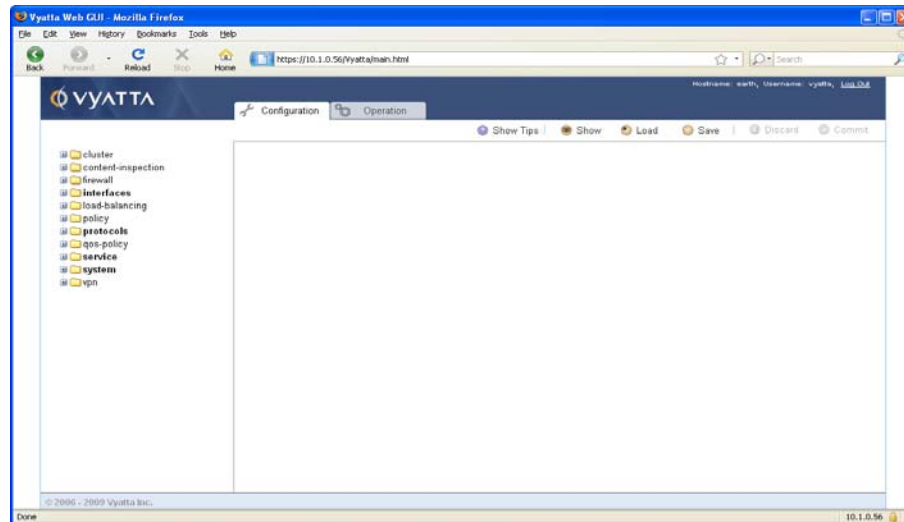 Vyatta Web GUI - Mozilla Firefox
File Edit View History Bookmarks Tools Help
Back Forward Reload Stop Home https://10.1.0.56/Vyatta/main.html Search
VYATTA
Hostname: earth, Username: vyatta, Log Out
Configuration Operation
Show Tips Show Load Save Discard Commit
cluster
content-inspection
firewall
interfaces
load-balancing
policy
protocols
qos-policy
service
system
vpn
© 2006 - 2009 Vyatta Inc.
Done 10.1.0.56